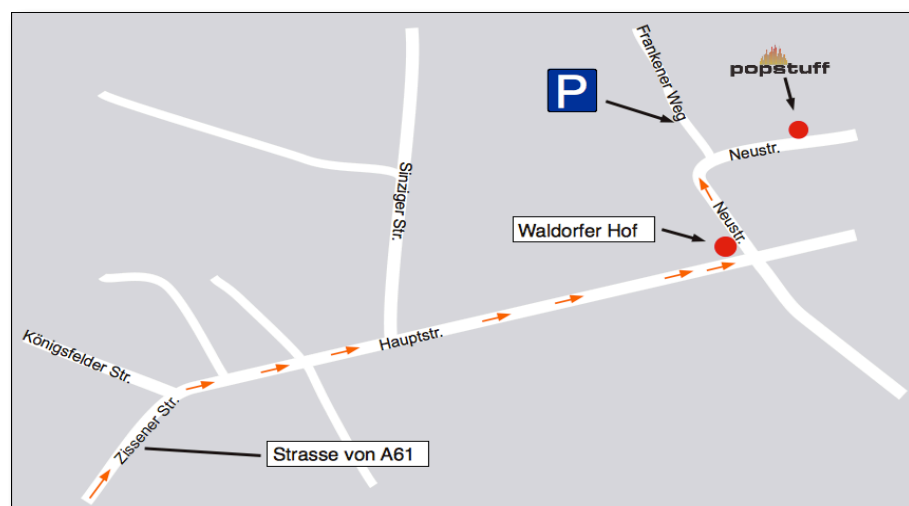 Frankener Weg
popstuff
P
Neustr.
Sinziger Str.
Neustr.
Waldorfer Hof
Hauptstr.
Königsfelder Str.
Zissener Str.
Strasse von A61